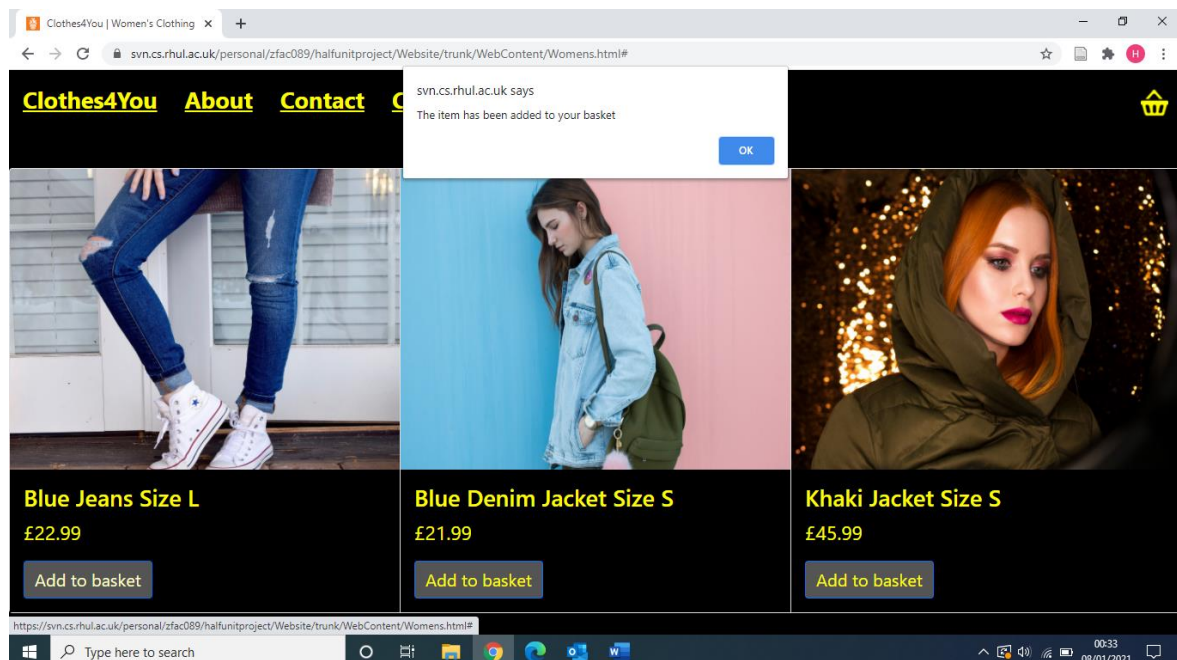 Clothes4You | Women's Clothing
svn.cs.rhul.ac.uk/personal/zfac089/halfunitproject/Website/trunk/WebContent/Womens.html#
H
Clothes4You About Contact
svn.cs.rhul.ac.uk says
The item has been added to your basket
OK
Blue Jeans Size L
£22.99
Add to basket
Blue Denim Jacket Size S
£21.99
Add to basket
Khaki Jacket Size S
£45.99
Add to basket
https://svn.cs.rhul.ac.uk/personal/zfac089/halfunitproject/Website/trunk/WebContent/Womens.html#
Type here to search
00:33
08/01/2021